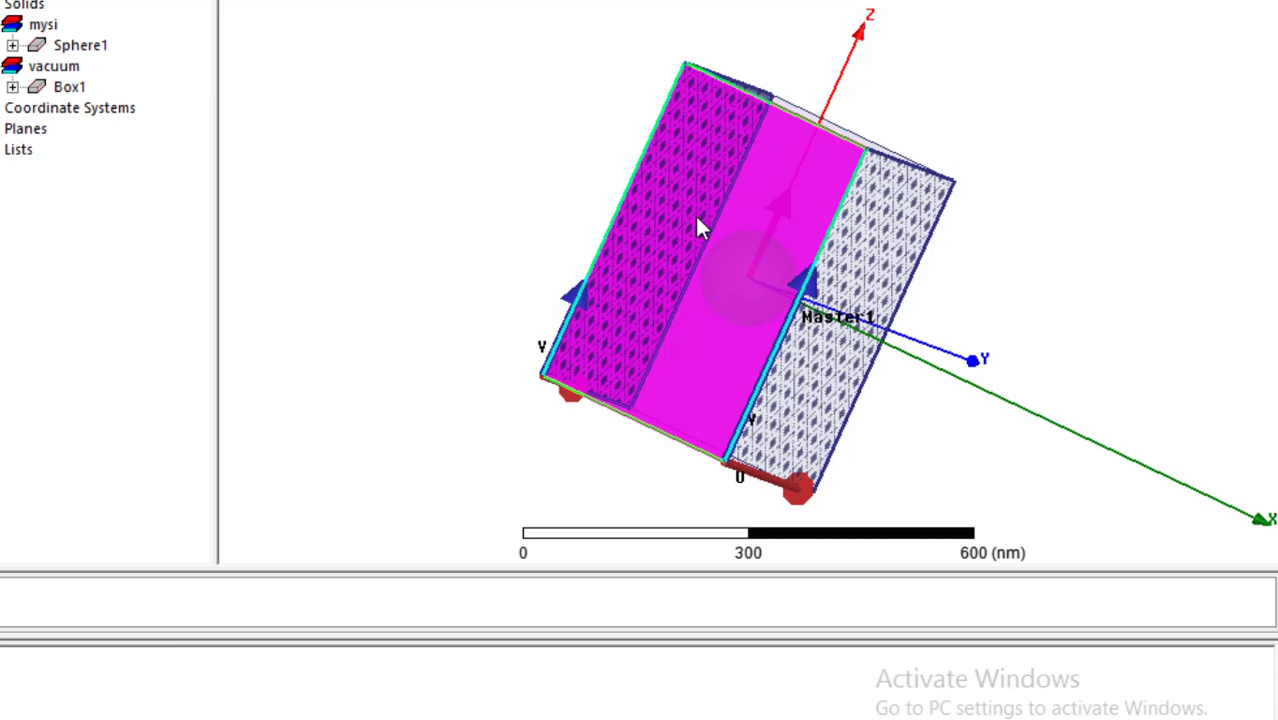 Solids
mysi
Sphere1
vacuum
Box1
Coordinate Systems
Planes
Lists
Z
Master1
Y
V
V
U
X
0 300 600 (nm)
Activate Windows
Go to PC settings to activate Windows.